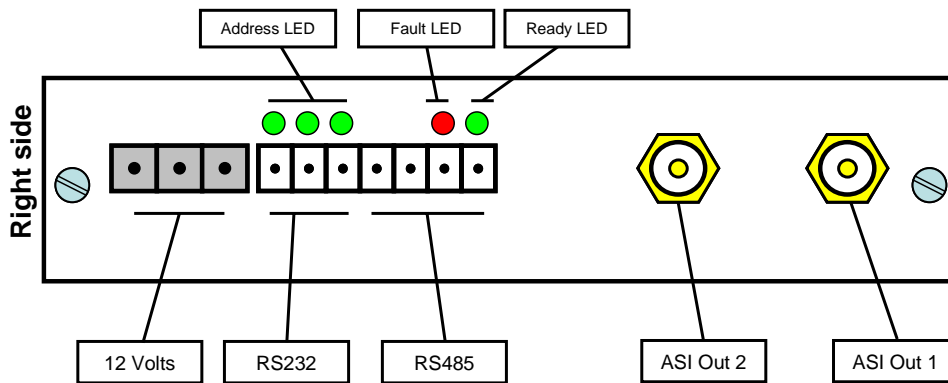 Address LED
Fault LED
Ready LED
Right side
12 Volts
RS232
RS485
ASI Out 2
ASI Out 1